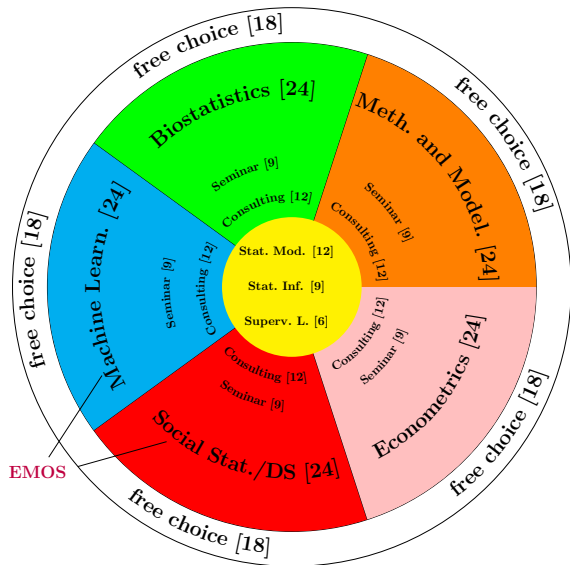 free choice [18]
free choice [18]
Biostatistics [24]
Meth. and Model. [24]
Seminar [9]
Consulting [12]
Seminar [9]
Consulting [12]
free choice [18]
Machine Learn. [24]
Seminar [9]
Consulting [12]
Stat. Mod. [12]
Stat. Inf. [9]
Superv. L. [6]
Consulting [12]
Seminar [9]
Econometrics [24]
Consulting [12]
Seminar [9]
Social Stat./DS [24]
EMOS
free choice [18]
free choice [18]